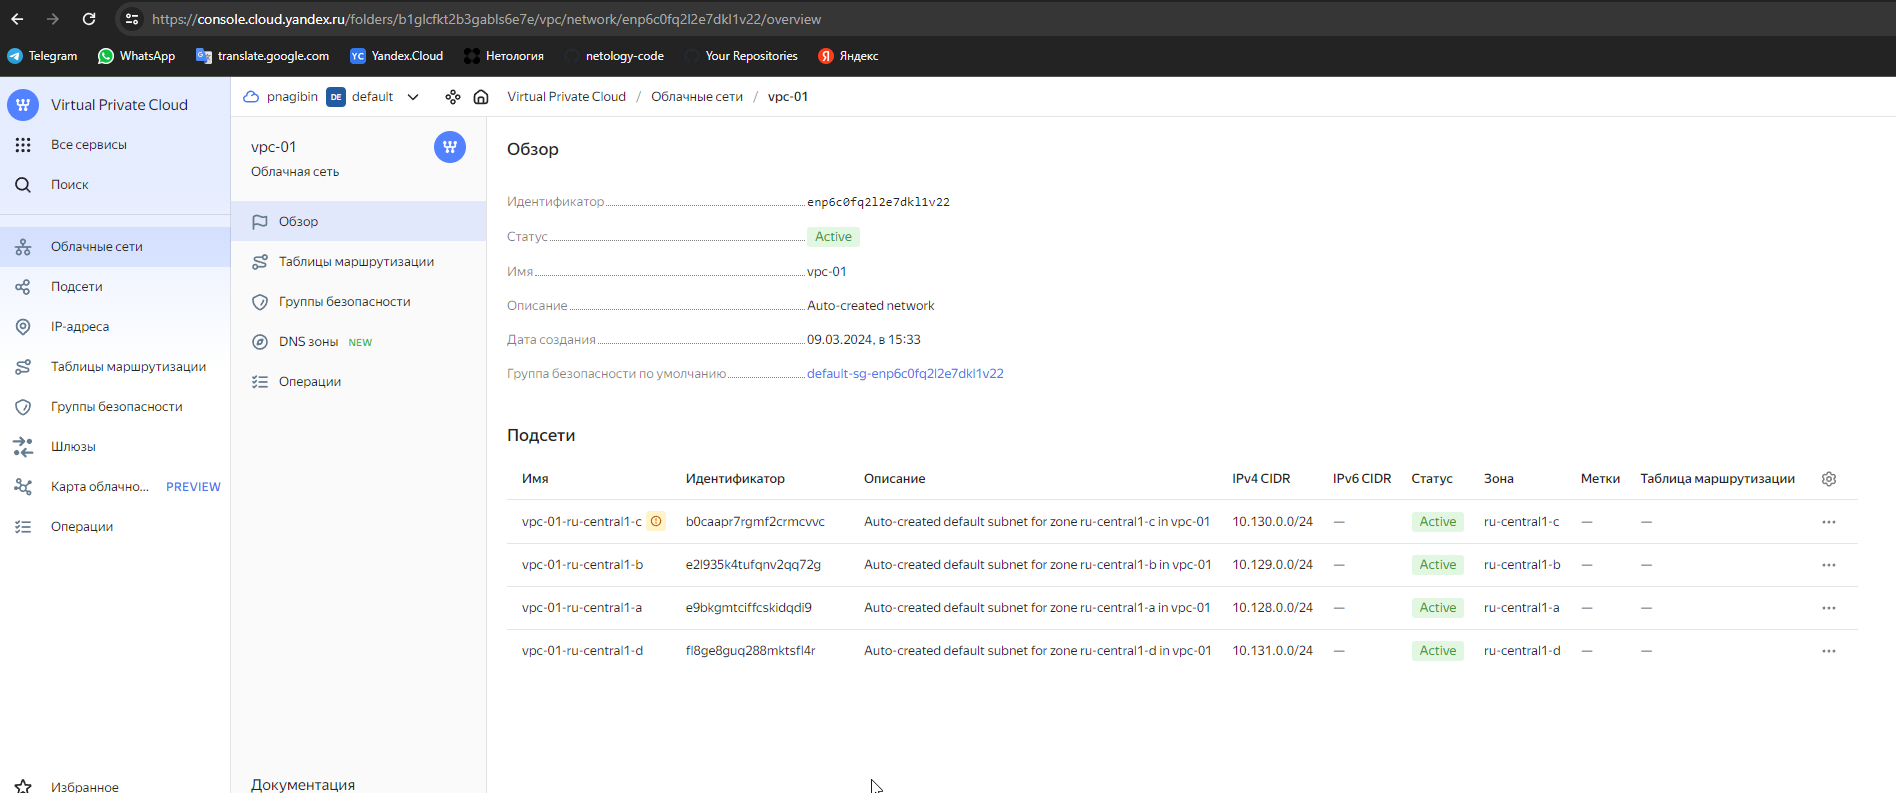 https://console.cloud.yandex.ru/folders/b1glcfkt2b3gabls6e7e/vpc/network/enp6c0fq2l2e7dkl1v22/overview
Telegram WhatsApp translate.google.com Yandex.Cloud Нетология netology-code Your Repositories Яндекс
Virtual Private Cloud
Все сервисы
Поиск
Облачные сети
Подсети
IP-адреса
Таблицы маршрутизации
Группы безопасности
Шлюзы
Карта облачно... PREVIEW
Операции
Избранное
pnagibin DE default Virtual Private Cloud / Облачные сети / vpc-01
vpc-01
Облачная сеть
Обзор
Таблицы маршрутизации
Группы безопасности
DNS зоны NEW
Операции
Документация
Обзор
Идентификатор enp6c0fq2l2e7dkl1v22
Статус Active
Имя vpc-01
Описание Auto-created network
Дата создания 09.03.2024, в 15:33
Группа безопасности по умолчанию default-sg-enp6c0fq2l2e7dkl1v22
Подсети
Имя Идентификатор Описание IPv4 CIDR IPv6 CIDR Статус Зона Метки Таблица маршрутизации
vpc-01-ru-central1-c b0caapr7rgmf2crmcvvc Auto-created default subnet for zone ru-central1-c in vpc-01 10.130.0.0/24 — Active ru-central1-c — — ...
vpc-01-ru-central1-b e2l935k4tufqnv2qq72g Auto-created default subnet for zone ru-central1-b in vpc-01 10.129.0.0/24 — Active ru-central1-b — — ...
vpc-01-ru-central1-a e9bkgmtciffcskidqdi9 Auto-created default subnet for zone ru-central1-a in vpc-01 10.128.0.0/24 — Active ru-central1-a — — ...
vpc-01-ru-central1-d fl8ge8guq288mktsfl4r Auto-created default subnet for zone ru-central1-d in vpc-01 10.131.0.0/24 — Active ru-central1-d — — ...